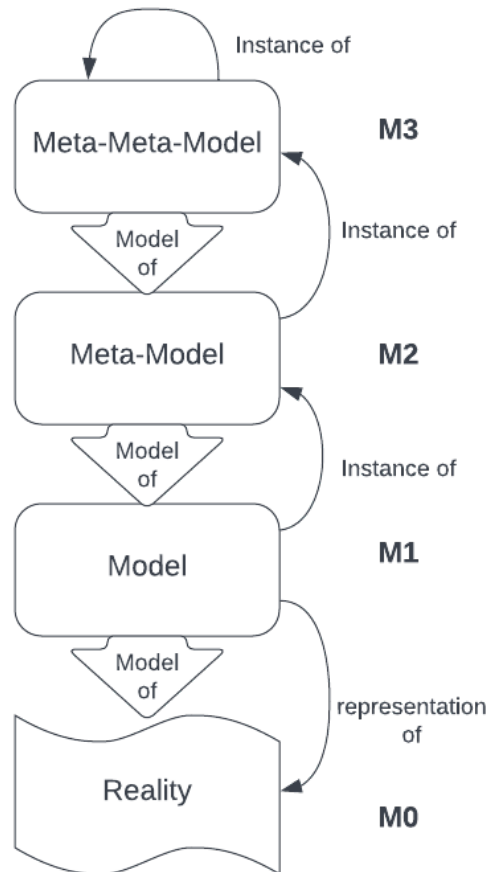 Instance of
Meta-Meta-Model
M3
Model
of
Instance of
Meta-Model
M2
Model
of
Instance of
Model
M1
Model
of
representation
of
Reality
M0